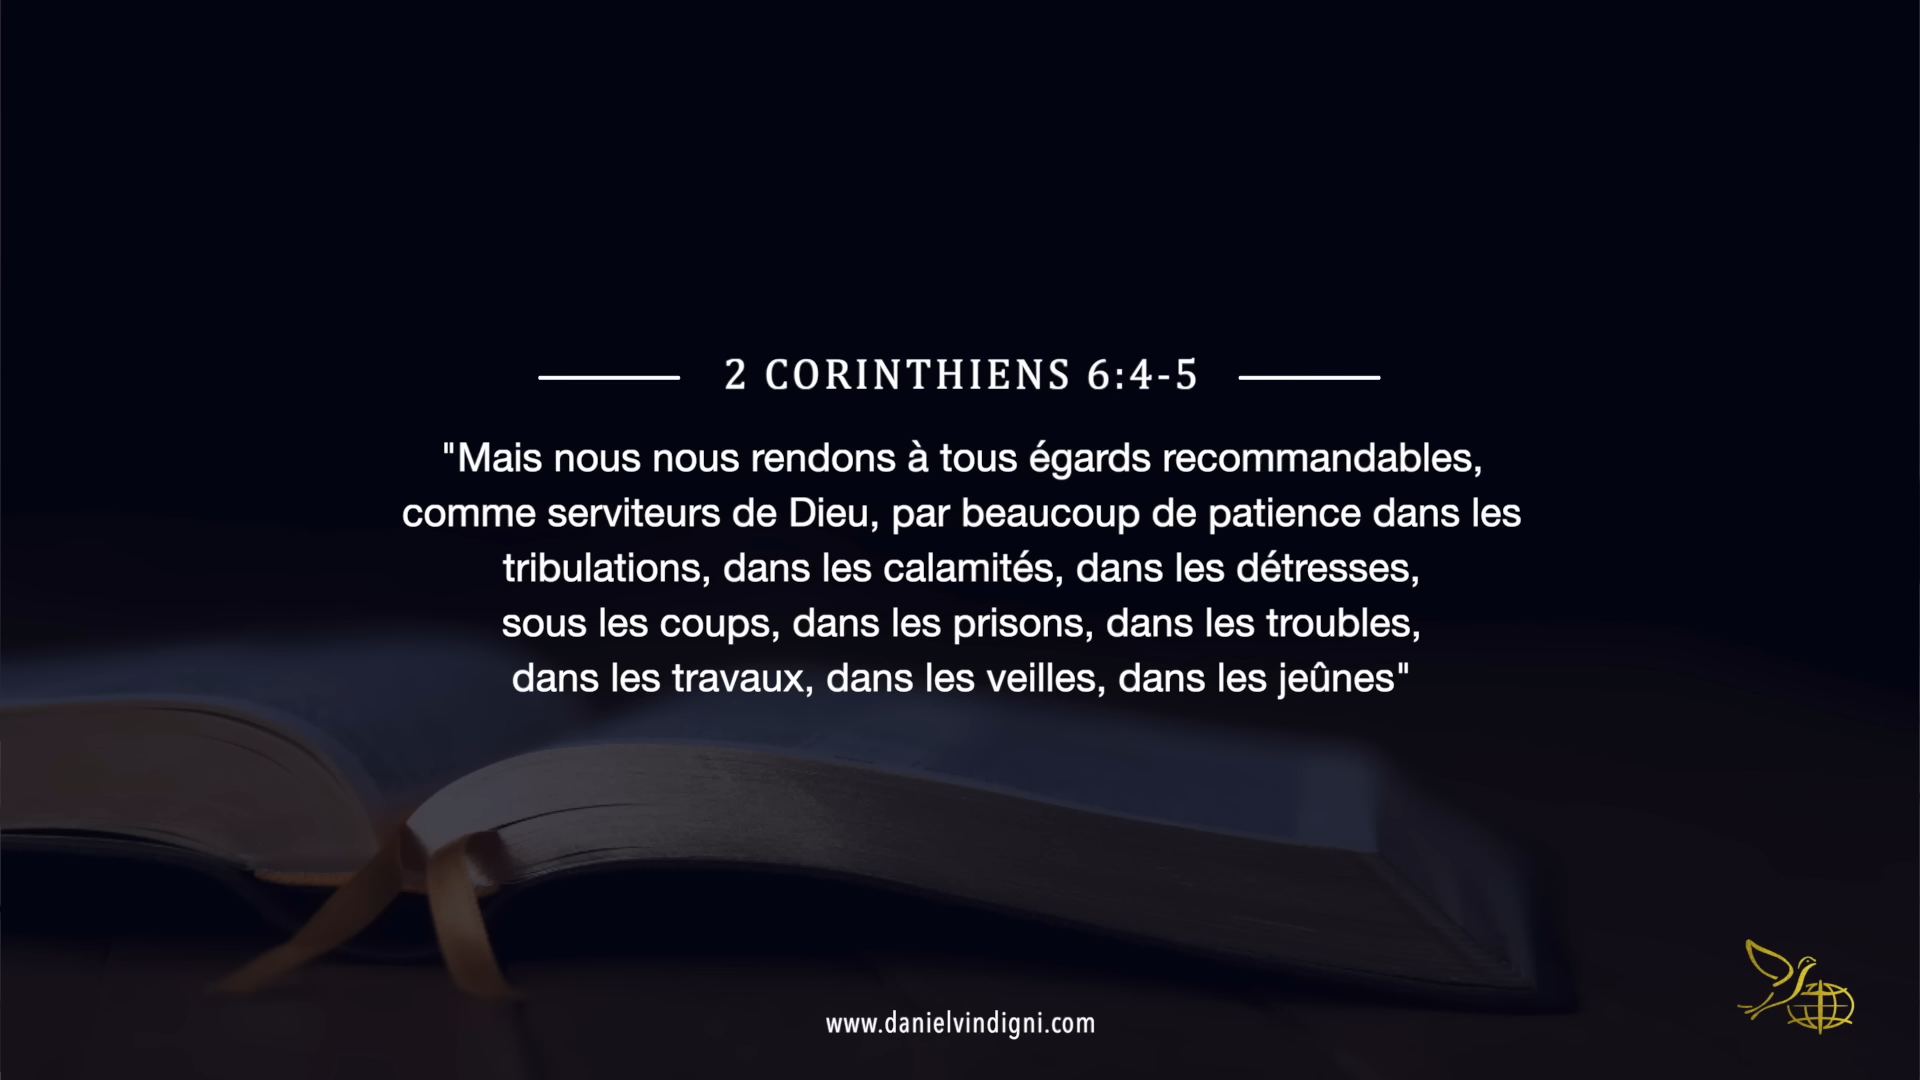 2 CORINTHIENS 6:4-5
"Mais nous nous rendons à tous égards recommandables,
comme serviteurs de Dieu, par beaucoup de patience dans les
tribulations, dans les calamités, dans les détresses,
sous les coups, dans les prisons, dans les troubles,
dans les travaux, dans les veilles, dans les jeûnes"
www.danielvindigni.com